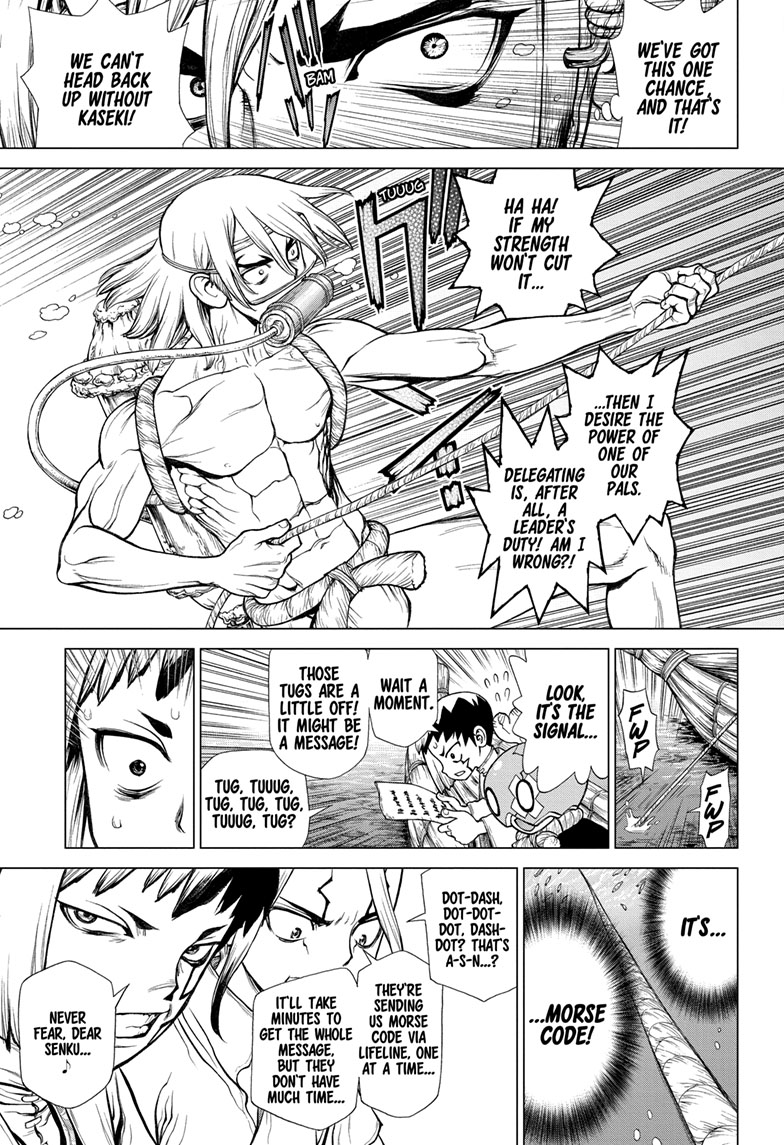 WE'VE GOT
THIS ONE
CHANCE,
AND THAT'S
IT!
BAM
WE CAN'T
HEAD BACK
UP WITHOUT
KASEKI!
HA HA!
IF MY
STRENGTH
WON'T CUT
IT...
TUUUG
...THEN I
DESIRE THE
POWER OF
ONE OF
OUR
PALS.
DELEGATING
IS, AFTER
ALL, A
LEADER'S
DUTY! AM I
WRONG?!
FWP
FWP
LOOK,
IT'S THE
SIGNAL...
WAIT A
MOMENT.
THOSE
TUGS ARE A
LITTLE OFF!
IT MIGHT BE
A MESSAGE!
TUG, TUUUG,
TUG, TUG, TUG,
TUUUG, TUG?
IT'S...
...MORSE
CODE!
DOT-DASH,
DOT-DOT-
DOT, DASH-
DOT? THAT'S
A-S-N...?
THEY'RE
SENDING
US MORSE
CODE VIA
LIFELINE, ONE
AT A TIME...
IT'LL TAKE
MINUTES TO
GET THE WHOLE
MESSAGE,
BUT THEY
DON'T HAVE
MUCH TIME...
NEVER
FEAR, DEAR
SENKU...
♪